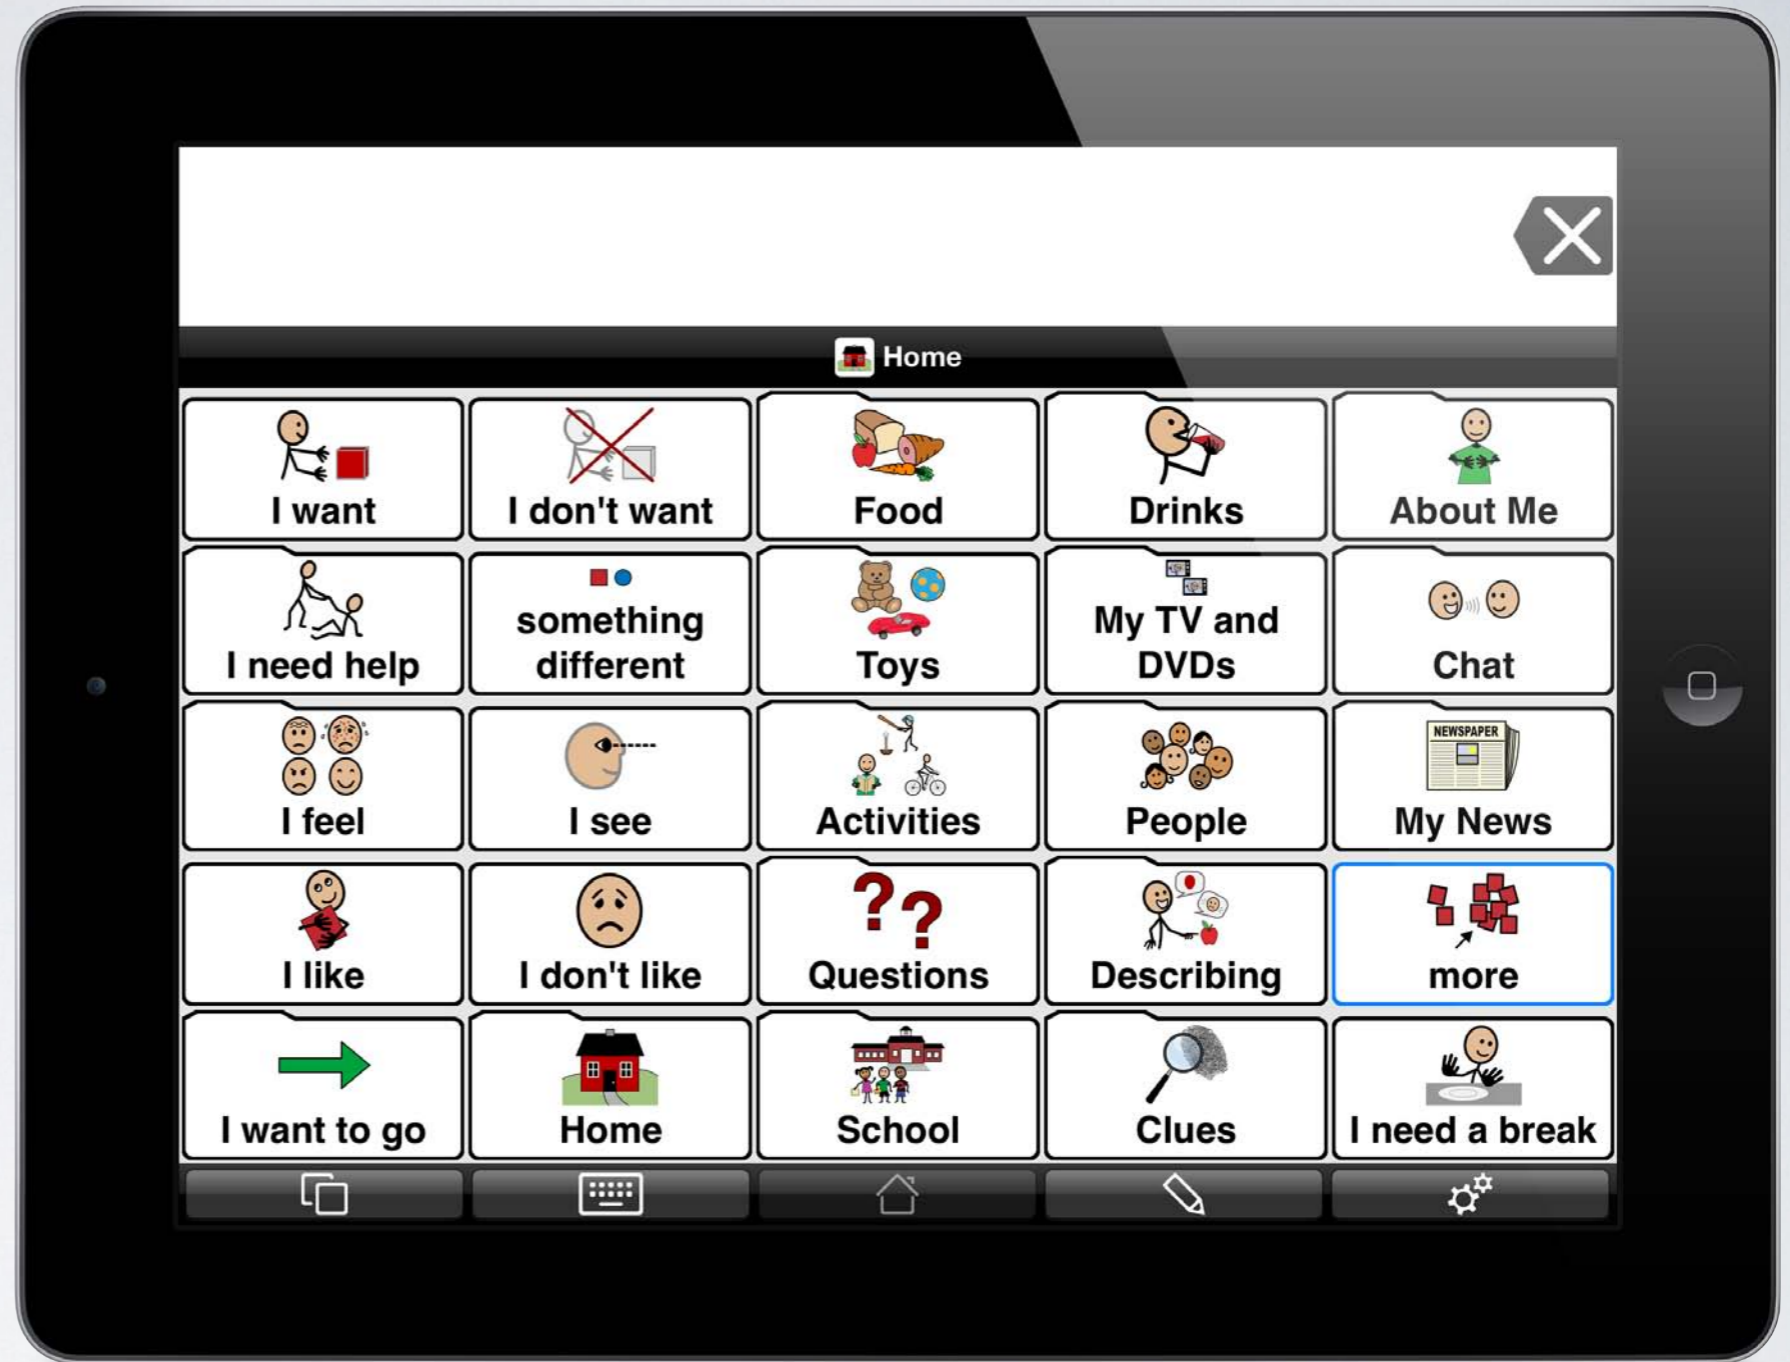 Home
I want
I don't want
Food
Drinks
About Me
I need help
something
different
Toys
My TV and
DVDs
Chat
I feel
I see
Activities
People
NEWSPAPER
My News
I like
I don't like
Questions
Describing
more
I want to go
Home
School
Clues
I need a break